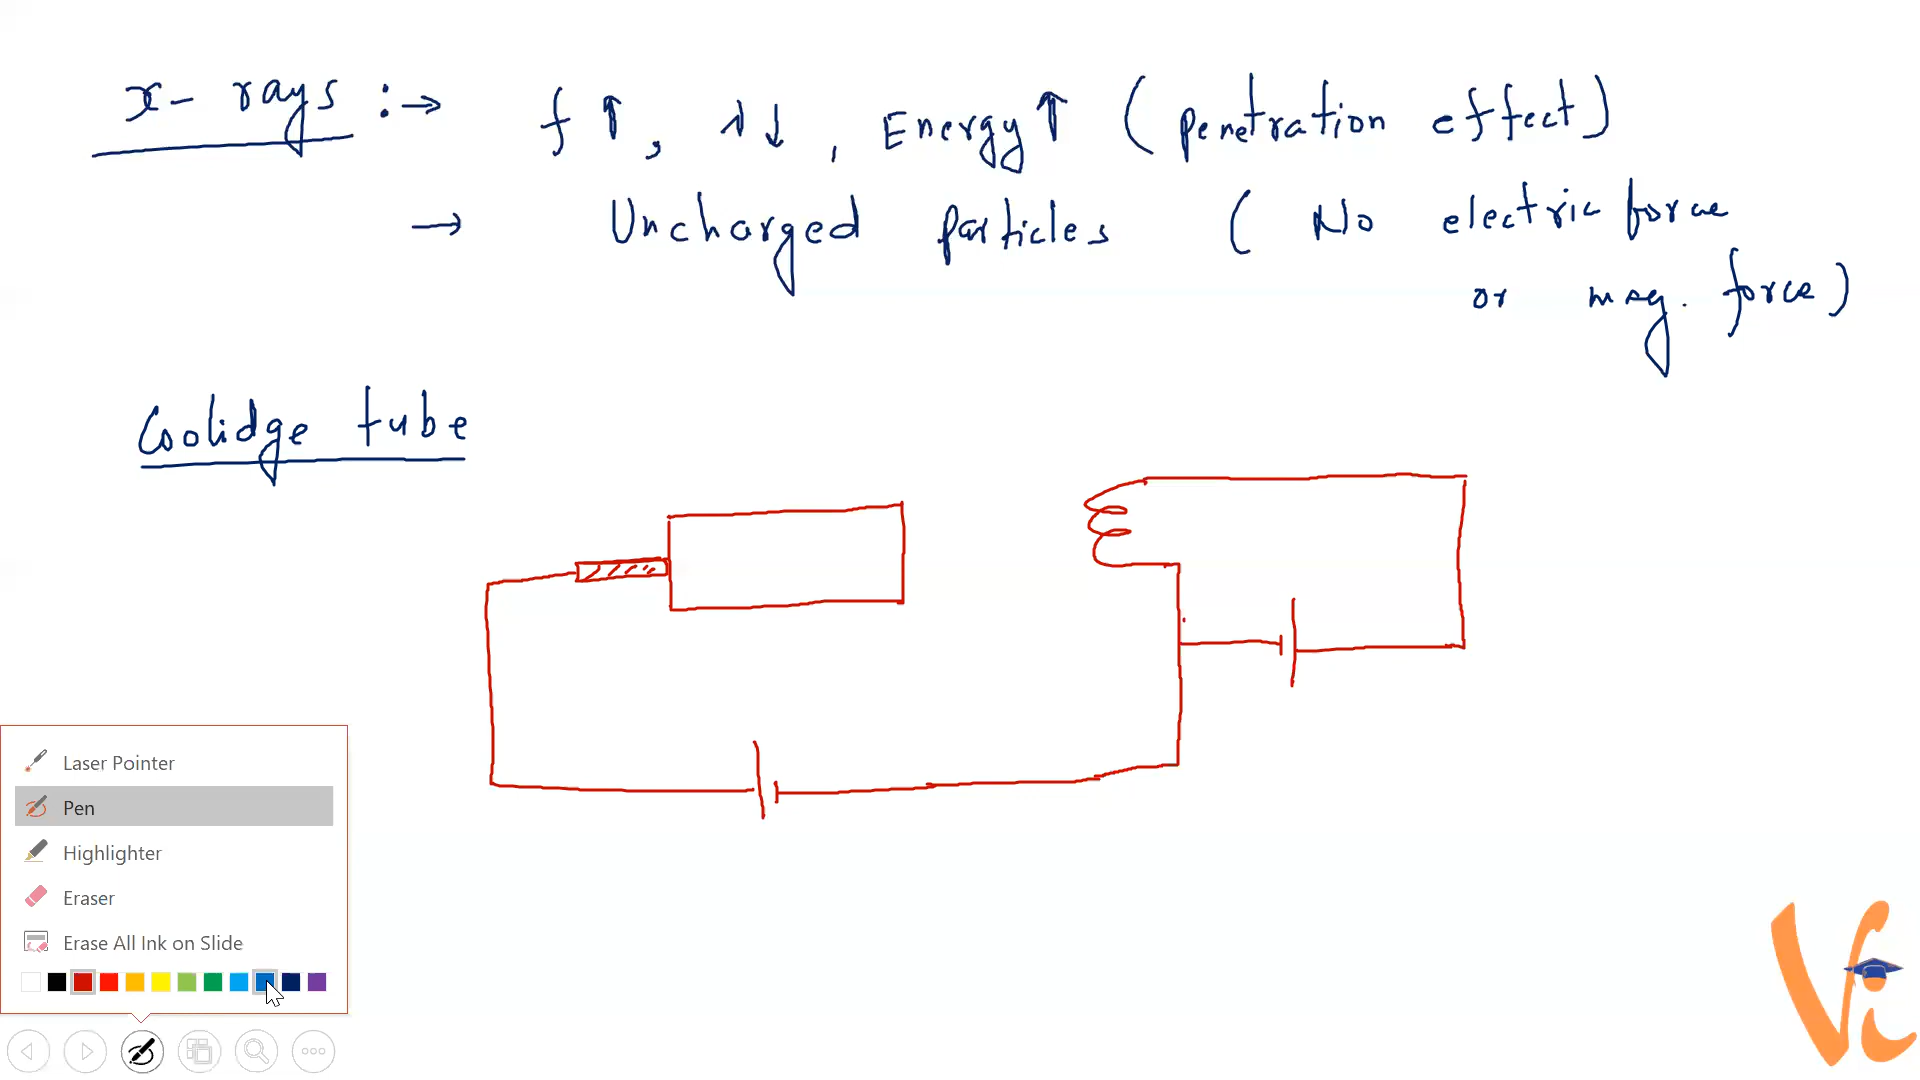 x- rays :→ f ↑, λ↓, Energy↑ (penetration effect)
→ Uncharged particles ( No electric force
or mag. force)
Coolidge tube
Laser Pointer
Pen
Highlighter
Eraser
Erase All Ink on Slide
Vi